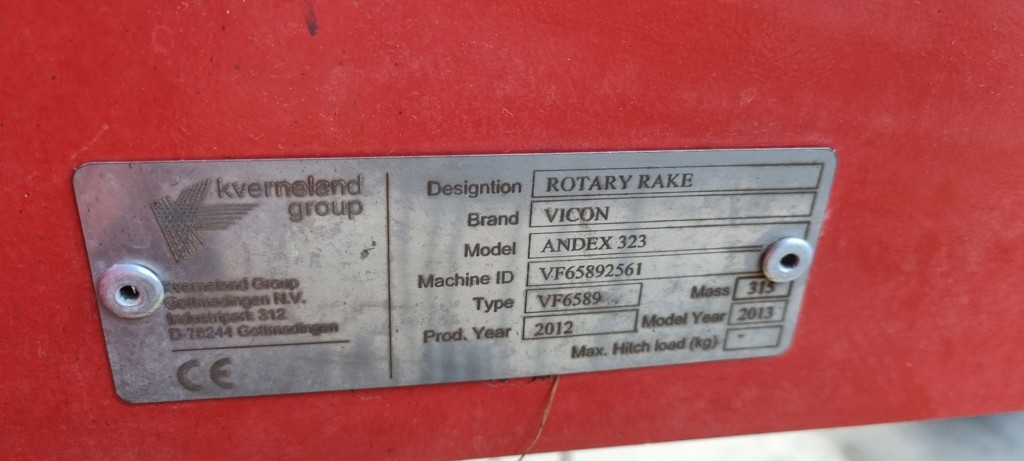 kverneland
group
Kverneland Group
Gottmadingen N.V.
Industriepark 312
D-78244 Gottmadingen
CE
Designtion ROTARY RAKE
Brand VICON
Model ANDEX 323
Machine ID VF65892561
Type VF6589 Mass 315
Prod. Year 2012 Model Year 2013
Max. Hitch load (kg) -